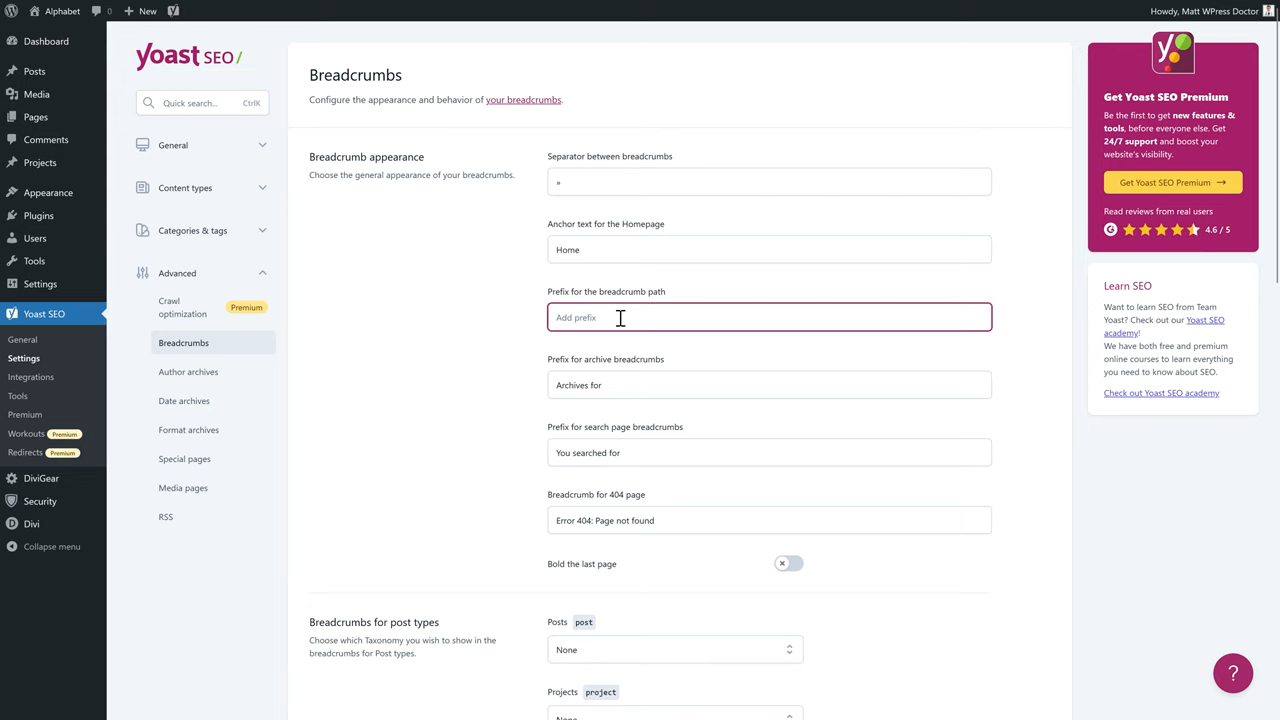 Alphabet
0
New
Howdy, Matt WPress Doctor
Dashboard
Posts
Media
Pages
Comments
Projects
Appearance
Plugins
Users
Tools
Settings
Yoast SEO
General
Settings
Integrations
Tools
Premium
Workouts Premium
Redirects Premium
DiviGear
Security
Divi
Collapse menu
yoast SEO/
Quick search... CtrlK
General
Content types
Categories & tags
Advanced
Crawl
optimization
Premium
Breadcrumbs
Author archives
Date archives
Format archives
Special pages
Media pages
RSS
Breadcrumbs
Configure the appearance and behavior of your breadcrumbs.
Breadcrumb appearance
Choose the general appearance of your breadcrumbs.
Separator between breadcrumbs
»
Anchor text for the Homepage
Home
Prefix for the breadcrumb path
Add prefix
Prefix for archive breadcrumbs
Archives for
Prefix for search page breadcrumbs
You searched for
Breadcrumb for 404 page
Error 404: Page not found
Bold the last page
Breadcrumbs for post types
Choose which Taxonomy you wish to show in the
breadcrumbs for Post types.
Posts post
None
Projects project
None
y
Get Yoast SEO Premium
Be the first to get new features &
tools, before everyone else. Get
24/7 support and boost your
website's visibility.
Get Yoast SEO Premium →
Read reviews from real users
4.6 / 5
Learn SEO
Want to learn SEO from Team
Yoast? Check out our Yoast SEO
academy!
We have both free and premium
online courses to learn everything
you need to know about SEO.
Check out Yoast SEO academy
?